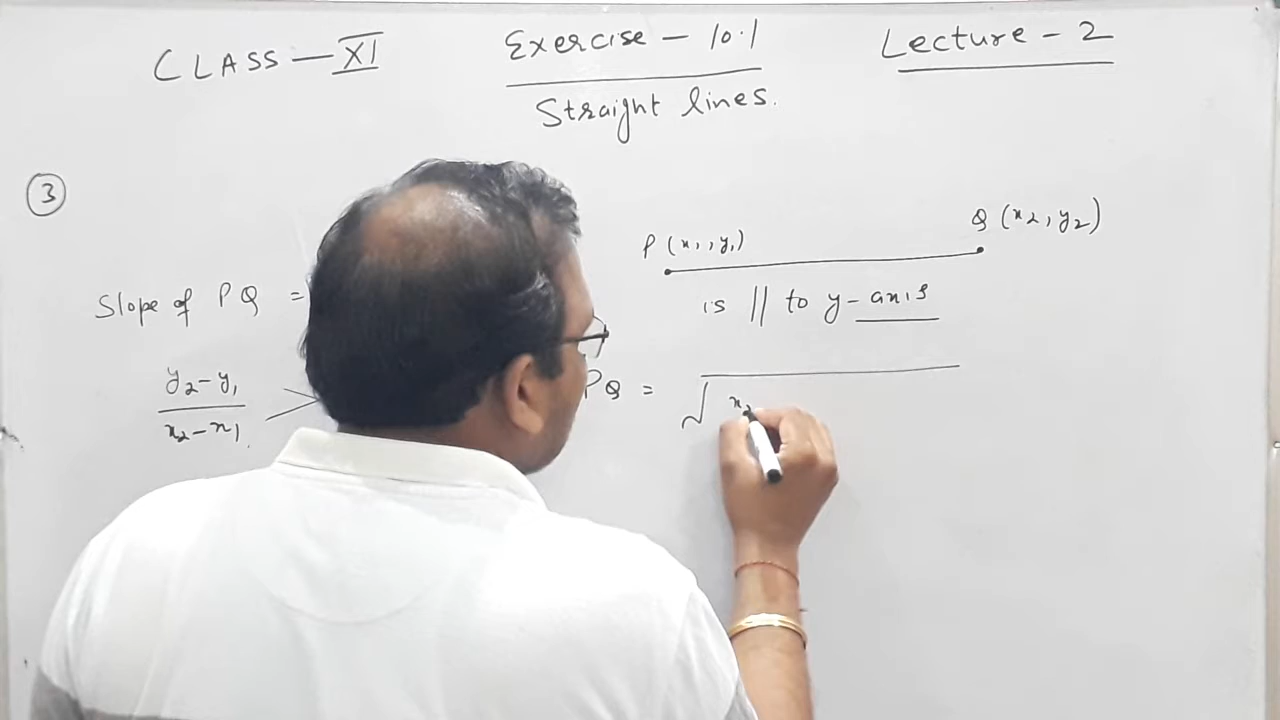 CLASS — XI Exercise — 10.1 Lecture - 2
Straight lines.
3
P (x₁, y₁) Q (x₂, y₂)
Slope of PQ =
is || to y-axis
y₂-y₁
x₂-x₁
PQ = √